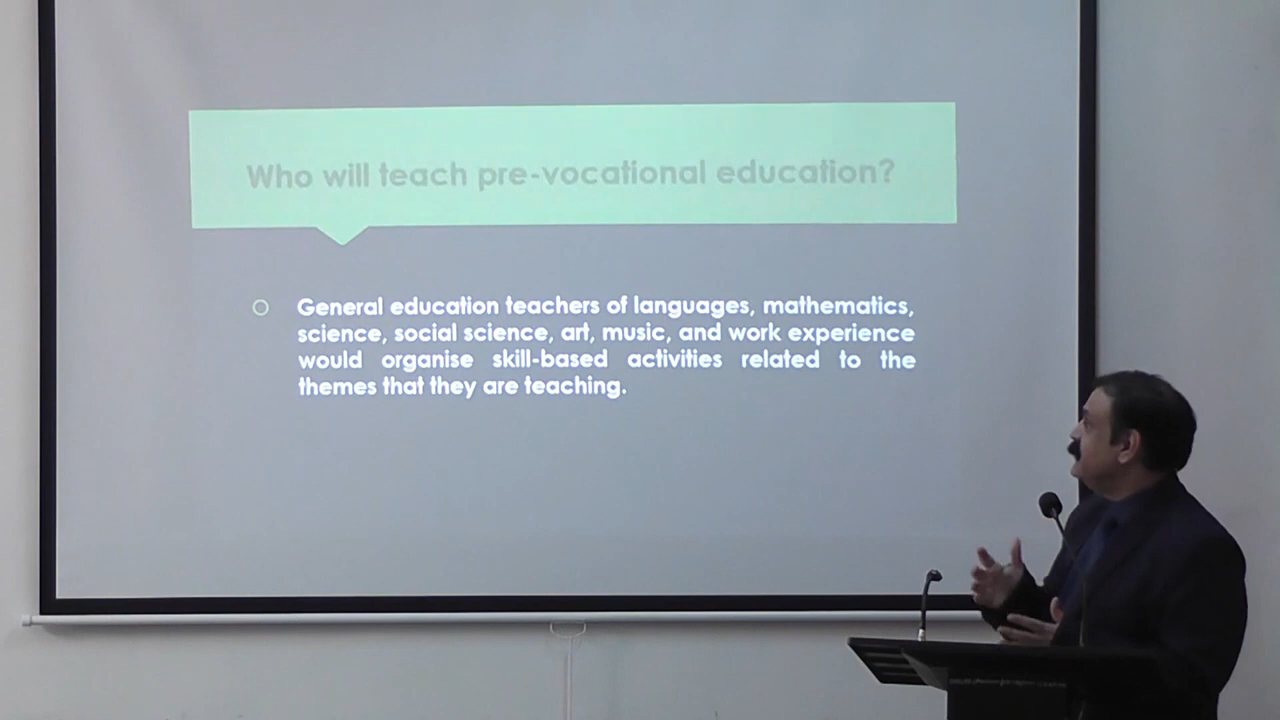 Who will teach pre-vocational education?
General education teachers of languages, mathematics,
science, social science, art, music, and work experience
would organise skill-based activities related to the
themes that they are teaching.